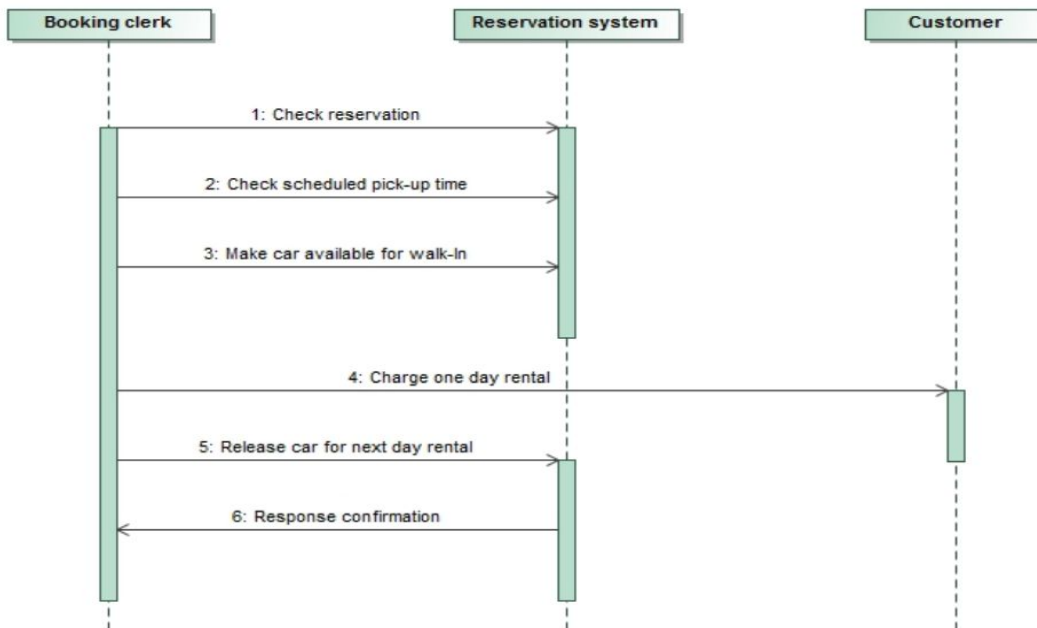 Booking clerk
Reservation system
Customer
1: Check reservation
2: Check scheduled pick-up time
3: Make car available for walk-In
4: Charge one day rental
5: Release car for next day rental
6: Response confirmation